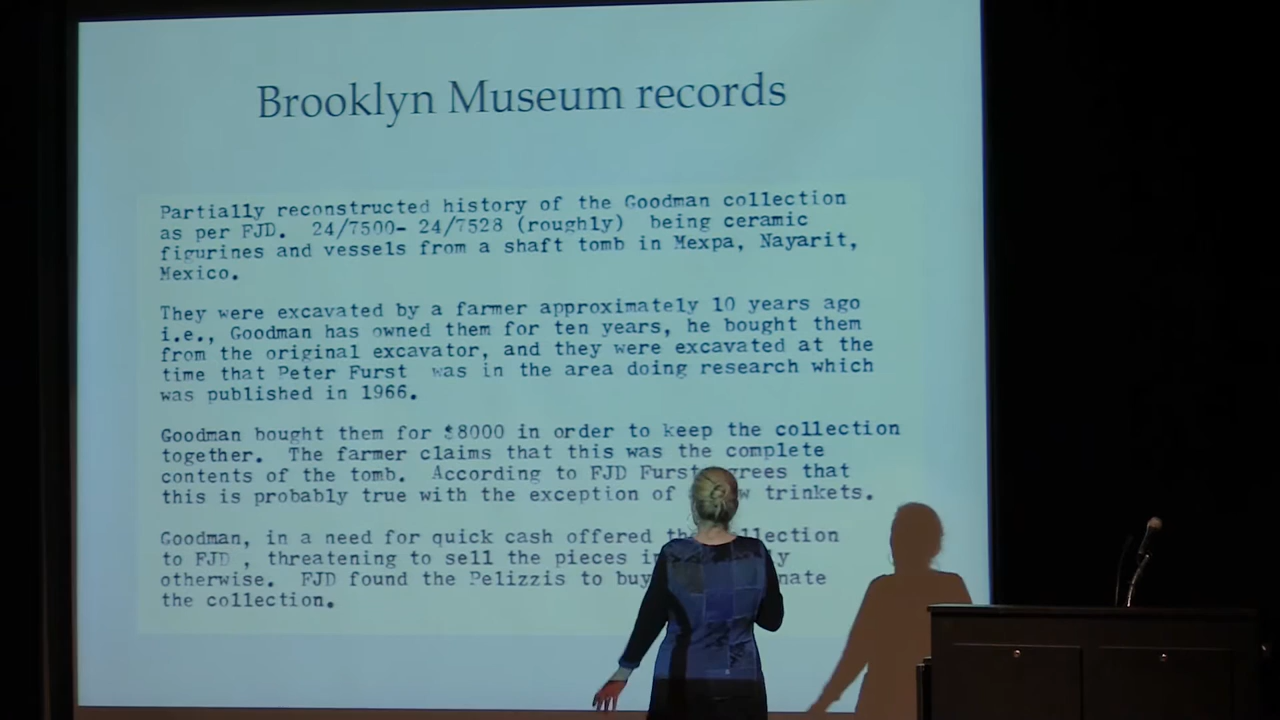 Brooklyn Museum records
Partially reconstructed history of the Goodman collection
as per FJD. 24/7500- 24/7528 (roughly) being ceramic
figurines and vessels from a shaft tomb in Mexpa, Nayarit,
Mexico.
They were excavated by a farmer approximately 10 years ago
i.e., Goodman has owned them for ten years, he bought them
from the original excavator, and they were excavated at the
time that Peter Furst was in the area doing research which
was published in 1966.
Goodman bought them for $8000 in order to keep the collection
together. The farmer claims that this was the complete
contents of the tomb. According to FJD Furst that
this is probably true with the exception of trinkets.
Goodman, in a need for quick cash offered
to FJD , threatening to sell the pieces
otherwise. FJD found the Pelizzis to buy
the collection.